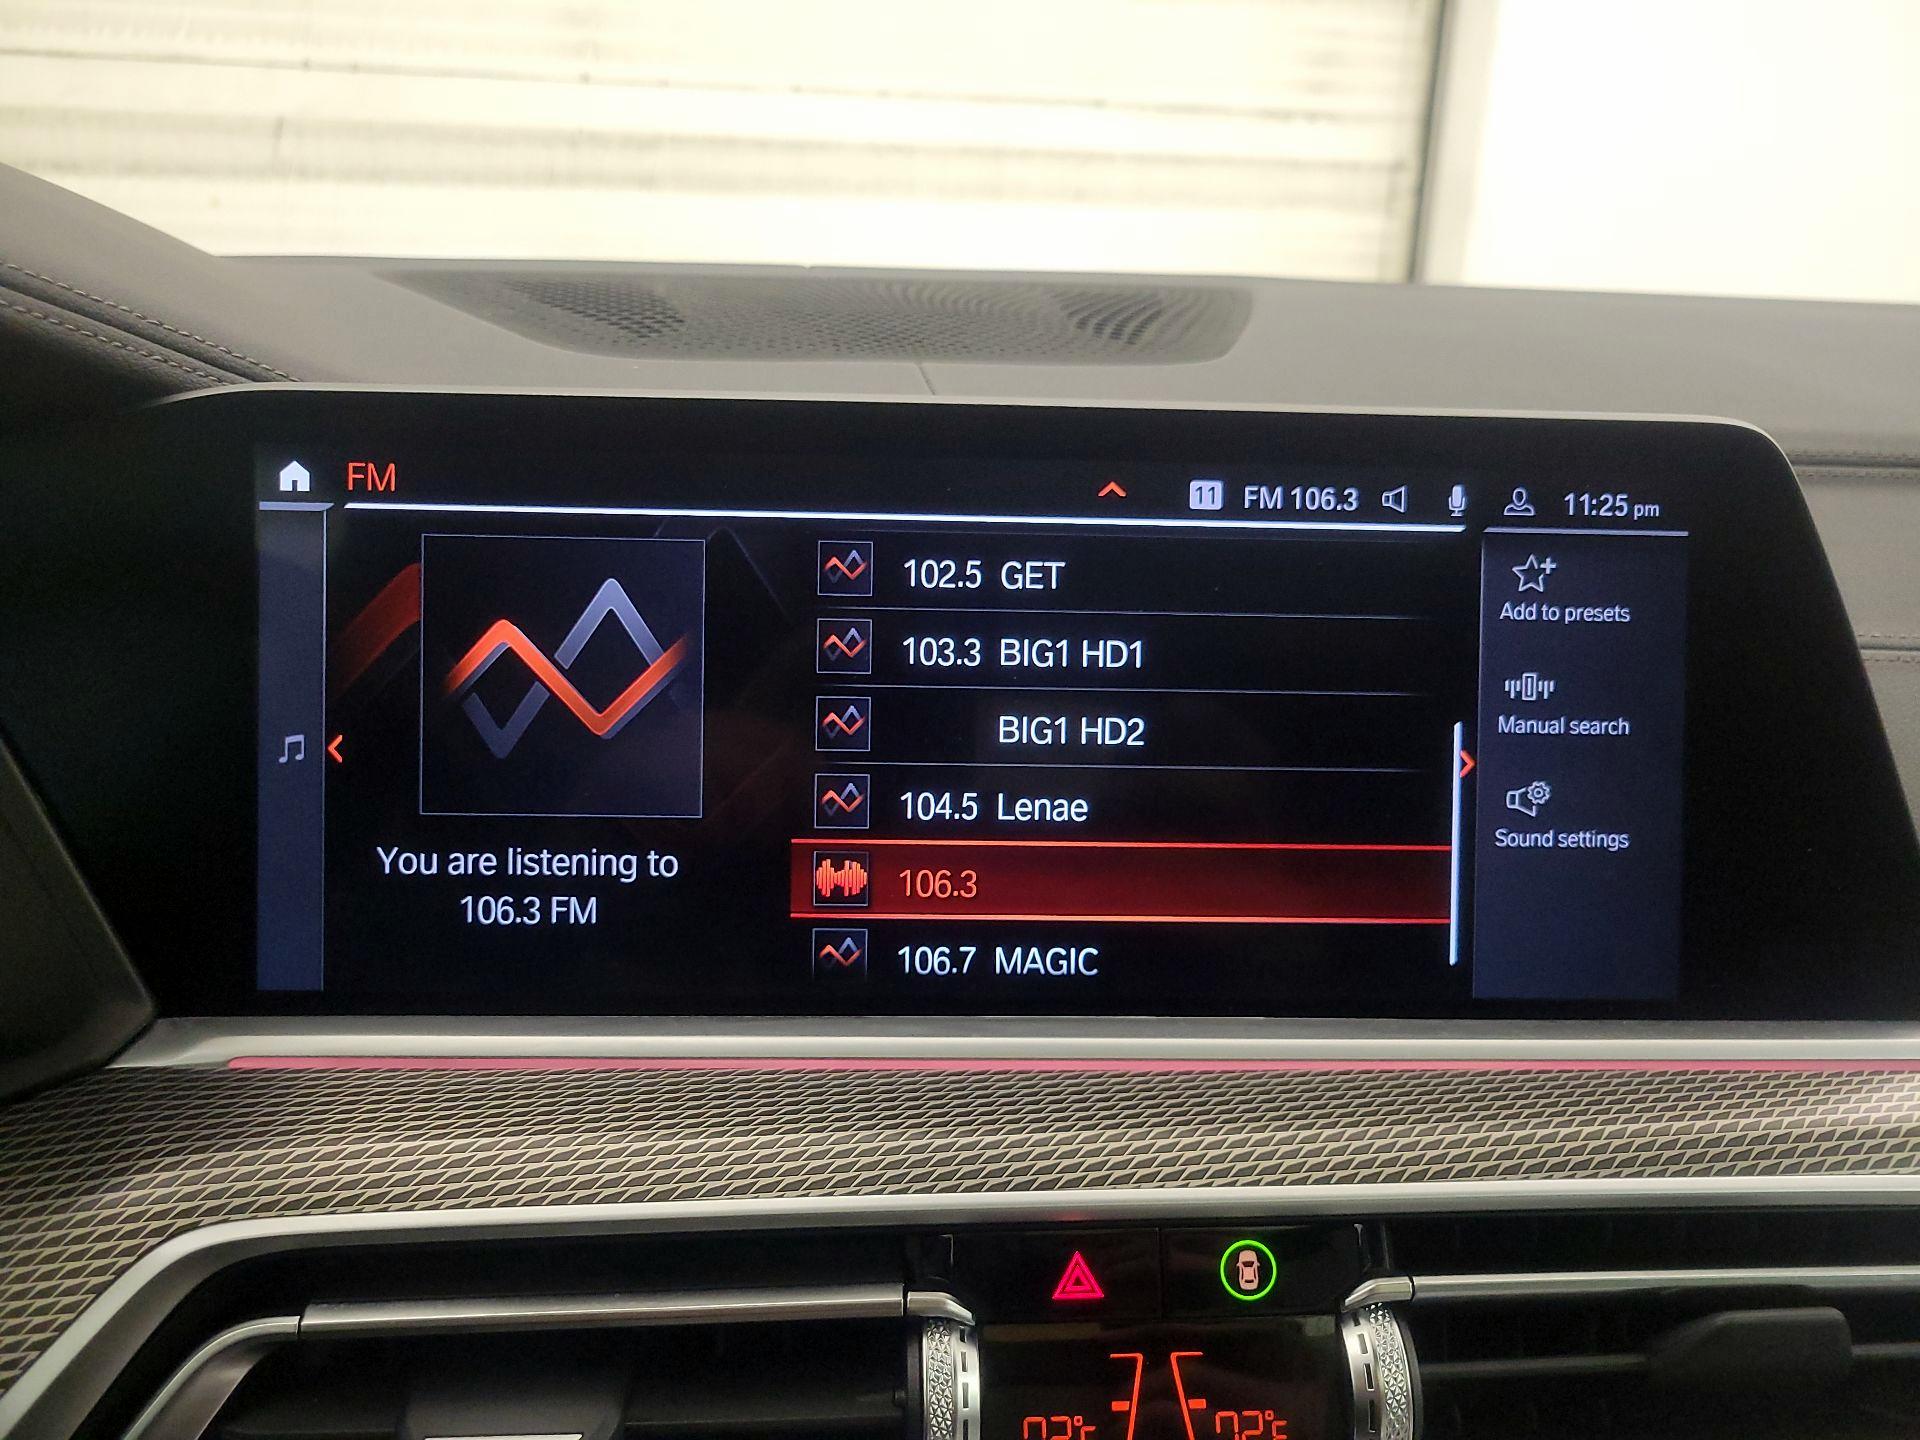 FM
11 FM 106.3
11:25 pm
102.5 GET
103.3 BIG1 HD1
BIG1 HD2
104.5 Lenae
106.3
106.7 MAGIC
You are listening to
106.3 FM
Add to presets
Manual search
Sound settings